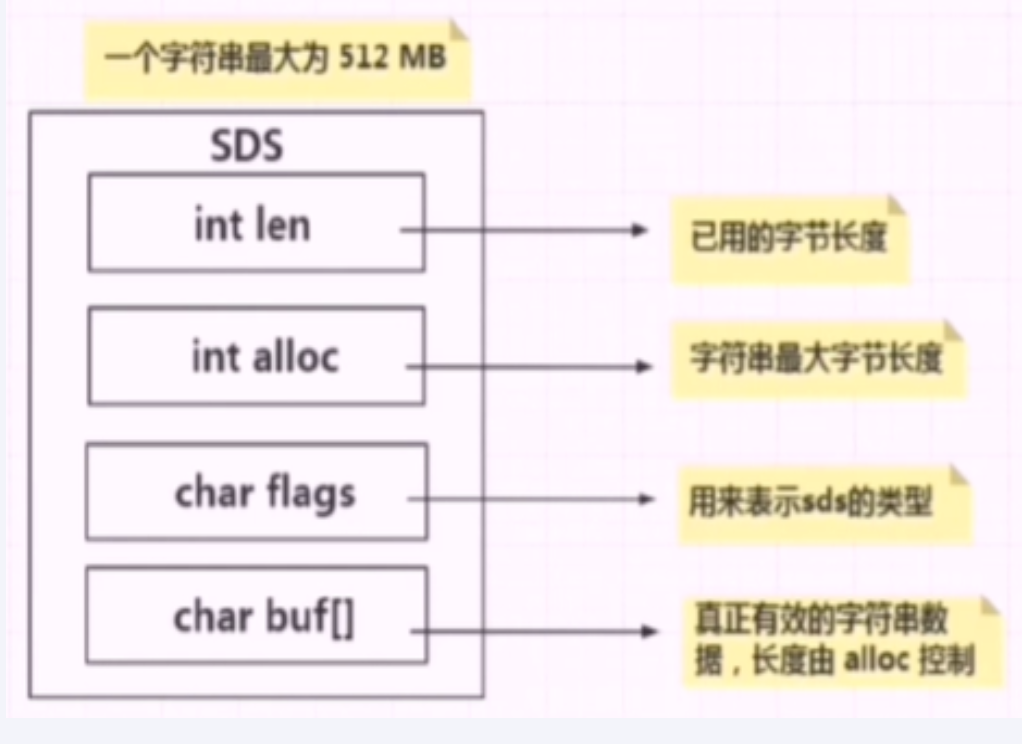 一个字符串最大为 512 MB
SDS
int len
已用的字节长度
int alloc
字符串最大字节长度
char flags
用来表示sds的类型
char buf[]
真正有效的字符串数
据，长度由 alloc 控制